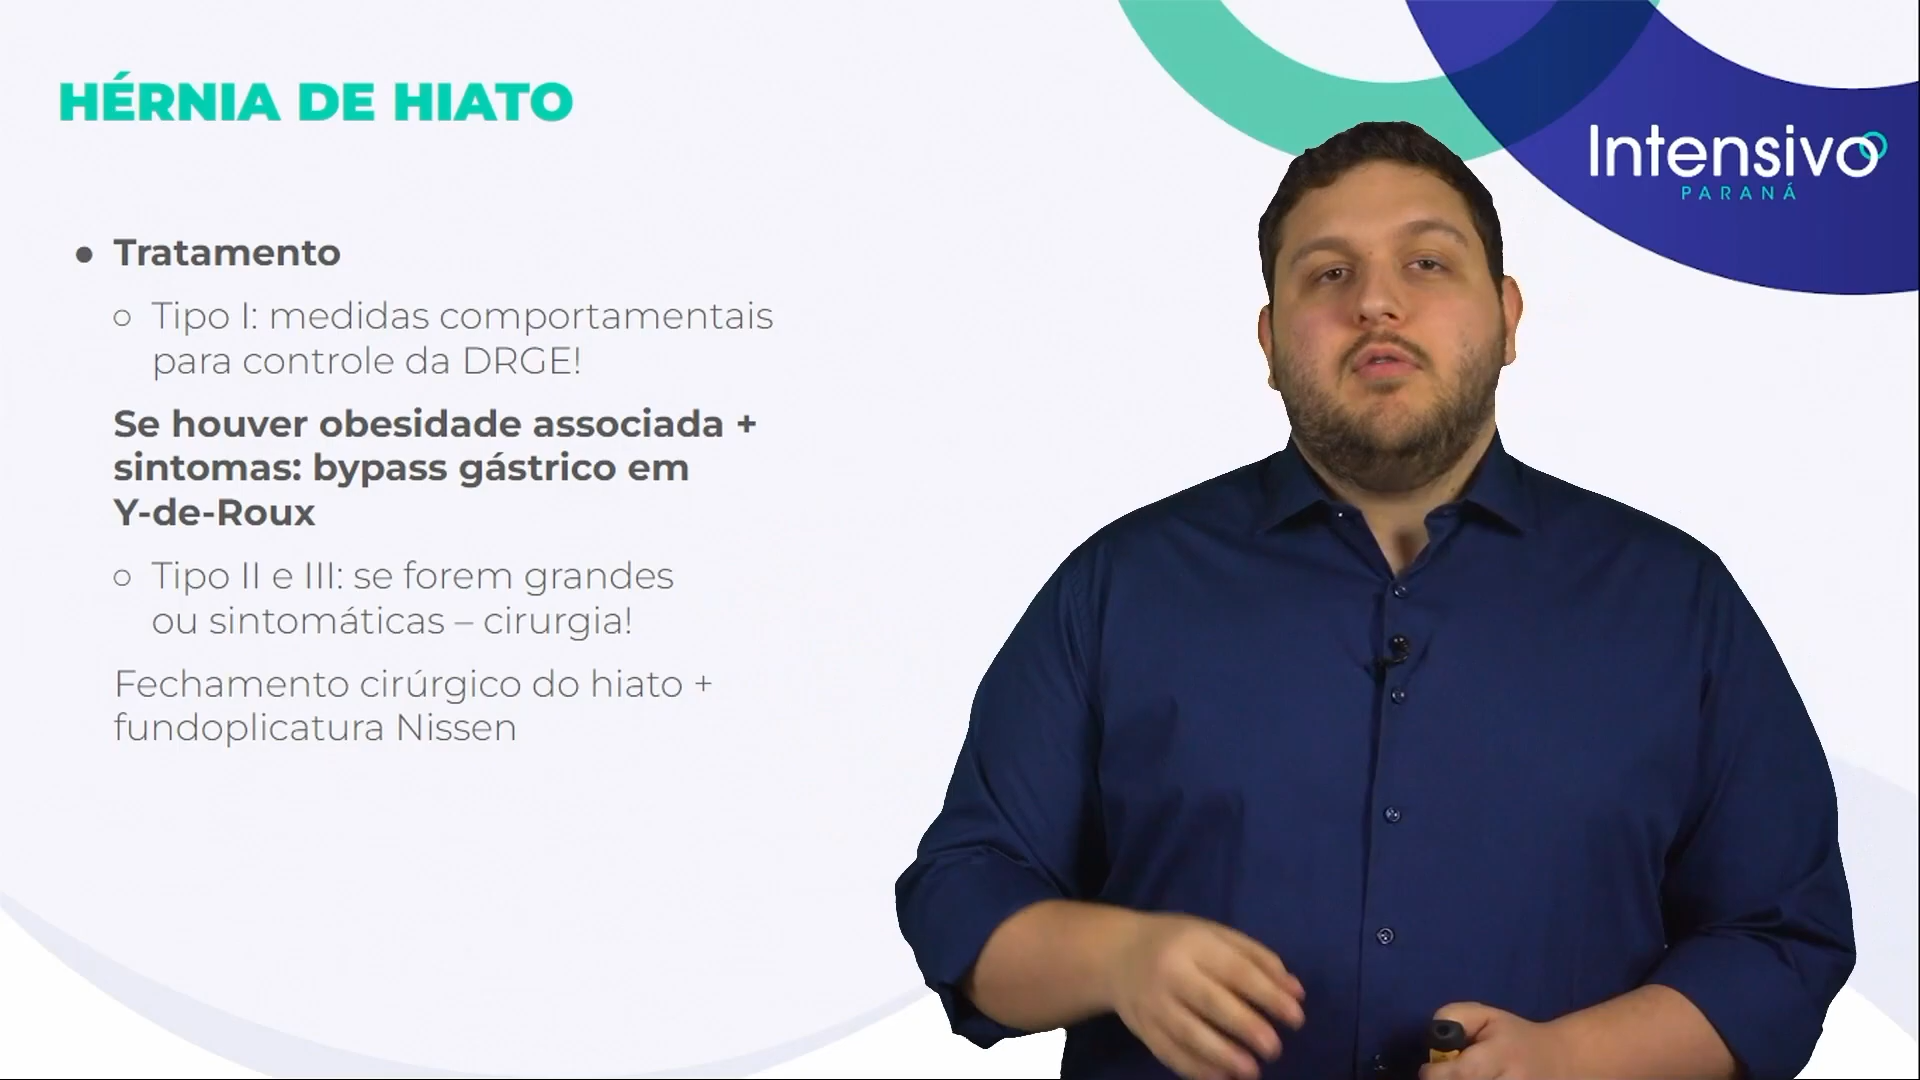 HÉRNIA DE HIATO
Intensivo
PARANÁ
● Tratamento
○ Tipo I: medidas comportamentais
para controle da DRGE!
Se houver obesidade associada +
sintomas: bypass gástrico em
Y-de-Roux
○ Tipo II e III: se forem grandes
ou sintomáticas – cirurgia!
Fechamento cirúrgico do hiato +
fundoplicatura Nissen